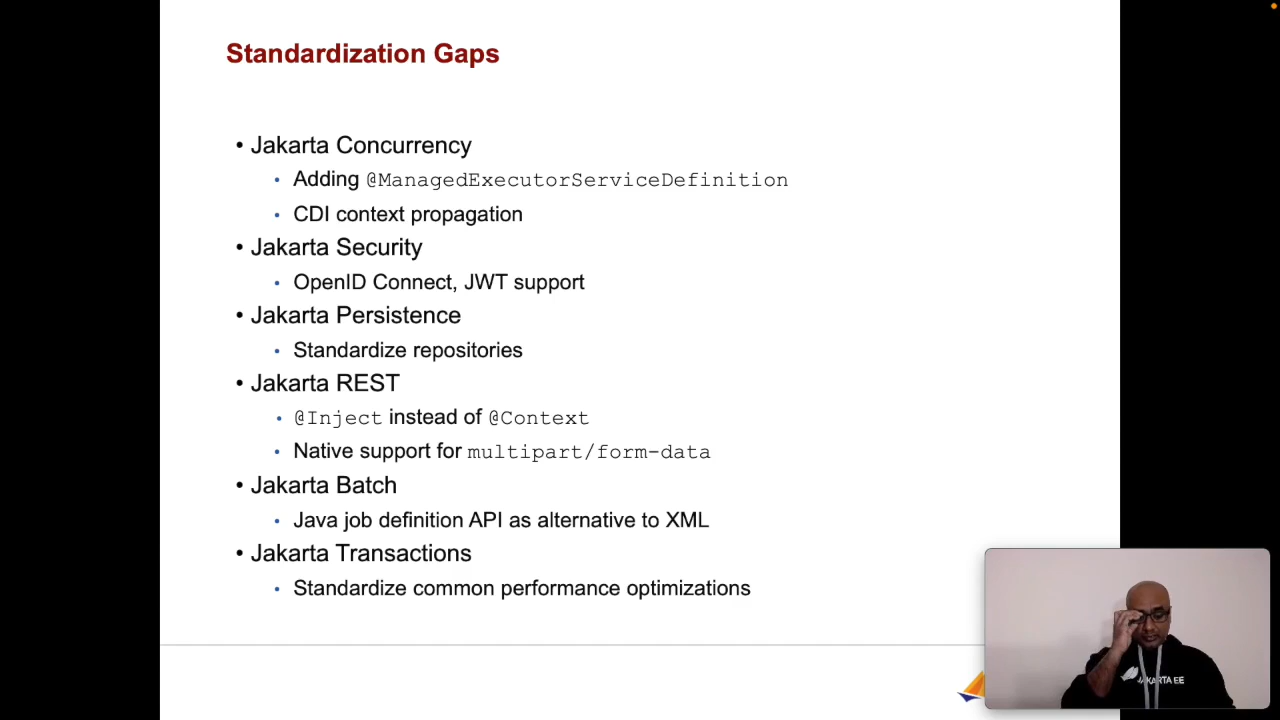 Standardization Gaps
• Jakarta Concurrency
• Adding @ManagedExecutorServiceDefinition
• CDI context propagation
• Jakarta Security
• OpenID Connect, JWT support
• Jakarta Persistence
• Standardize repositories
• Jakarta REST
• @Inject instead of @Context
• Native support for multipart/form-data
• Jakarta Batch
• Java job definition API as alternative to XML
• Jakarta Transactions
• Standardize common performance optimizations
JAKARTA EE